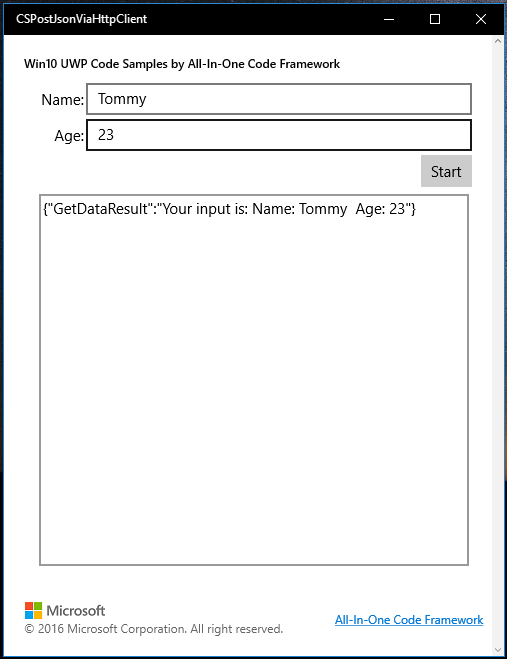 CSPostJsonViaHttpClient
Win10 UWP Code Samples by All-In-One Code Framework
Name: Tommy
Age: 23
Start
{"GetDataResult":"Your input is: Name: Tommy  Age: 23"}
Microsoft
© 2016 Microsoft Corporation. All right reserved.
All-In-One Code Framework